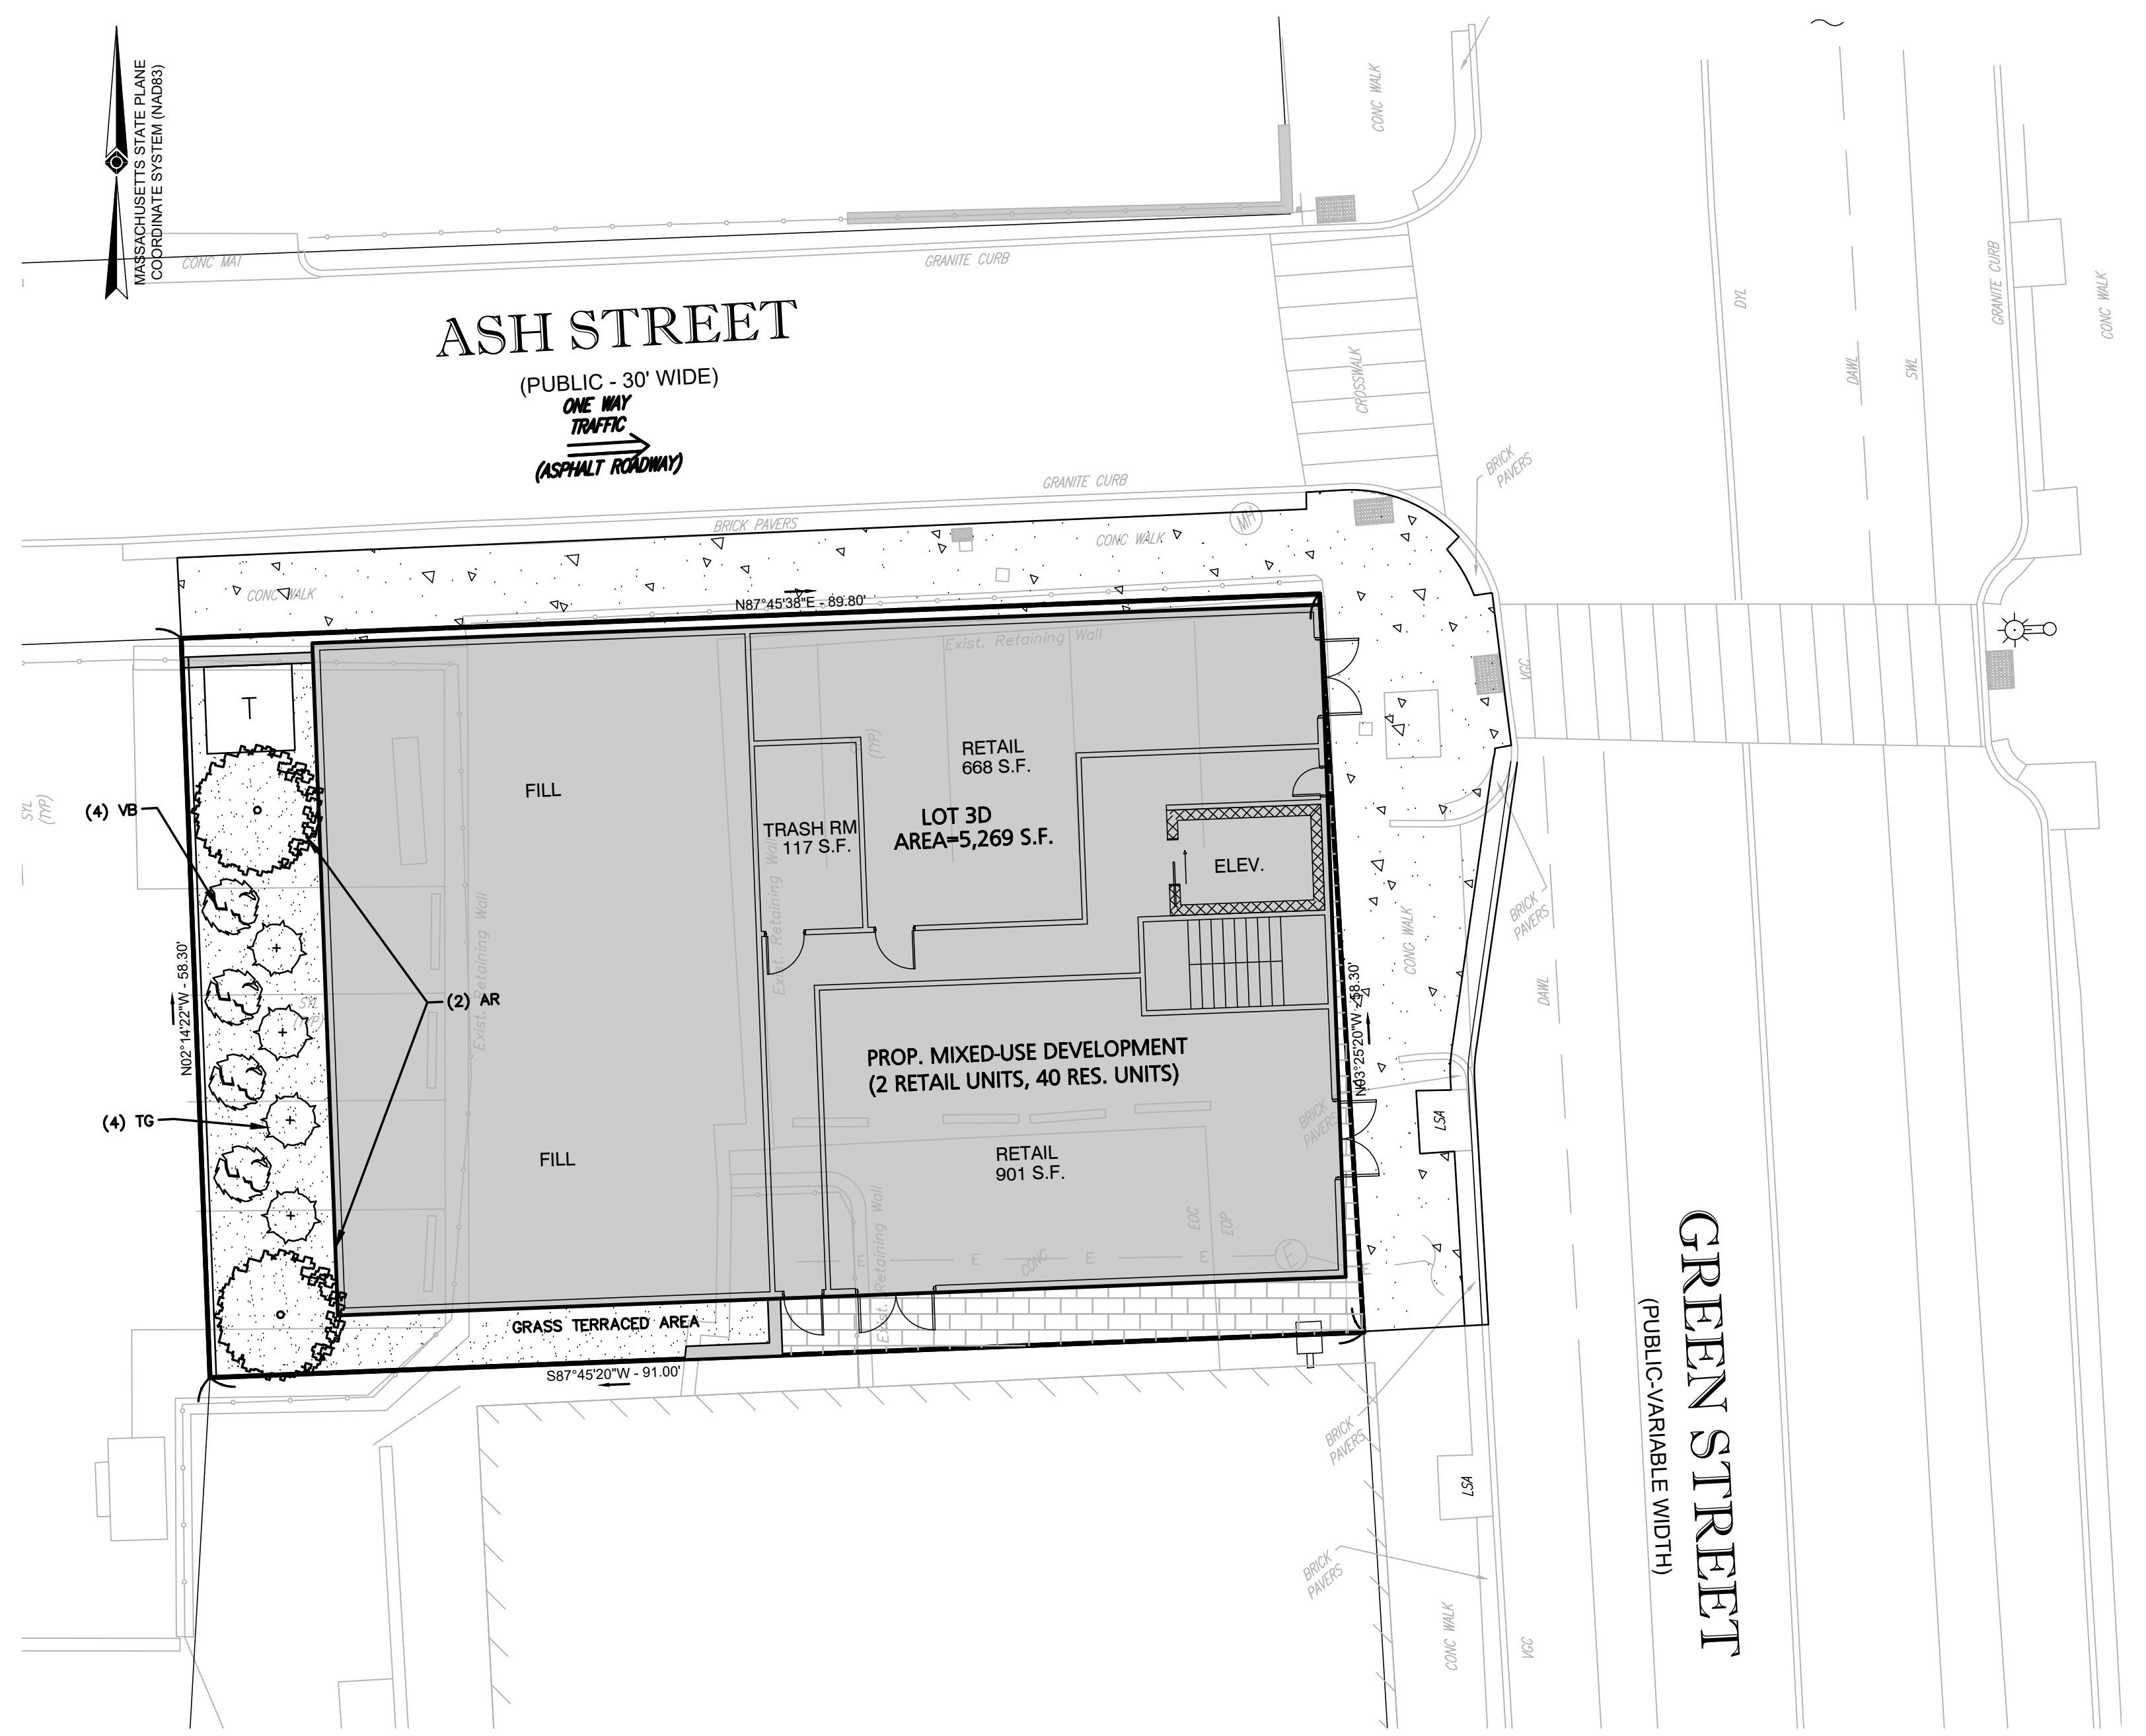 MASSACHUSETTS STATE PLANE
COORDINATE SYSTEM (NAD83)
CONC WALK
CONC MAT
GRANITE CURB
ASH STREET
(PUBLIC - 30' WIDE)
ONE WAY
TRAFFIC
(ASPHALT ROADWAY)
CROSSWALK
DYL
DAWL
SWL
GRANITE CURB
CONC WALK
GRANITE CURB
BRICK
PAVERS
BRICK PAVERS
MH
CONC WALK
CONC WALK
N87°45'38"E - 89.80'
Exist. Retaining Wall
VGC
T
SYL
(TYP)
(4) VB
FILL
(TYP)
RETAIL
668 S.F.
TRASH RM
117 S.F.
LOT 3D
AREA=5,269 S.F.
ELEV.
BRICK
PAVERS
CONC WALK
Exist. Retaining Wall
Exist. Retaining Wall
N02°14'22"W - 58.30'
SYL
(TYP)
(2) AR
DAWL
N03°25'20"W - 58.30'
PROP. MIXED-USE DEVELOPMENT
(2 RETAIL UNITS, 40 RES. UNITS)
(4) TG
BRICK
PAVERS
LSA
FILL
RETAIL
901 S.F.
Exist. Retaining Wall
EOC
EOP
E
E
E
E
E
E
CONC
GRASS TERRACED AREA
S87°45'20"W - 91.00'
GREEN STREET
(PUBLIC-VARIABLE WIDTH)
BRICK
PAVERS
LSA
BRICK
PAVERS
CONC WALK
VGC